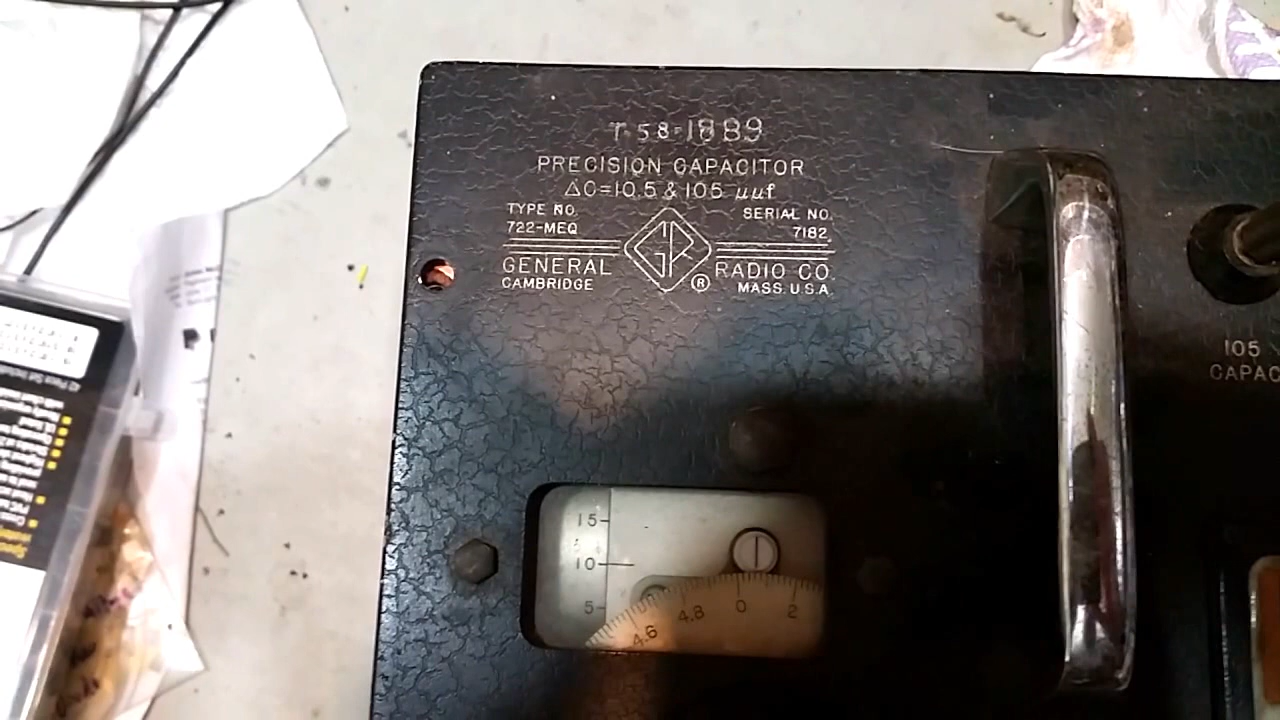 T-58-1889
PRECISION CAPACITOR
ΔC=10.5 & 105 µµf
TYPE NO.
722-MEQ
SERIAL NO.
7182
GENERAL
CAMBRIDGE
GR
®
RADIO CO.
MASS. U.S.A.
105
CAPAC
15
10
5
4.6
4.8
0
2